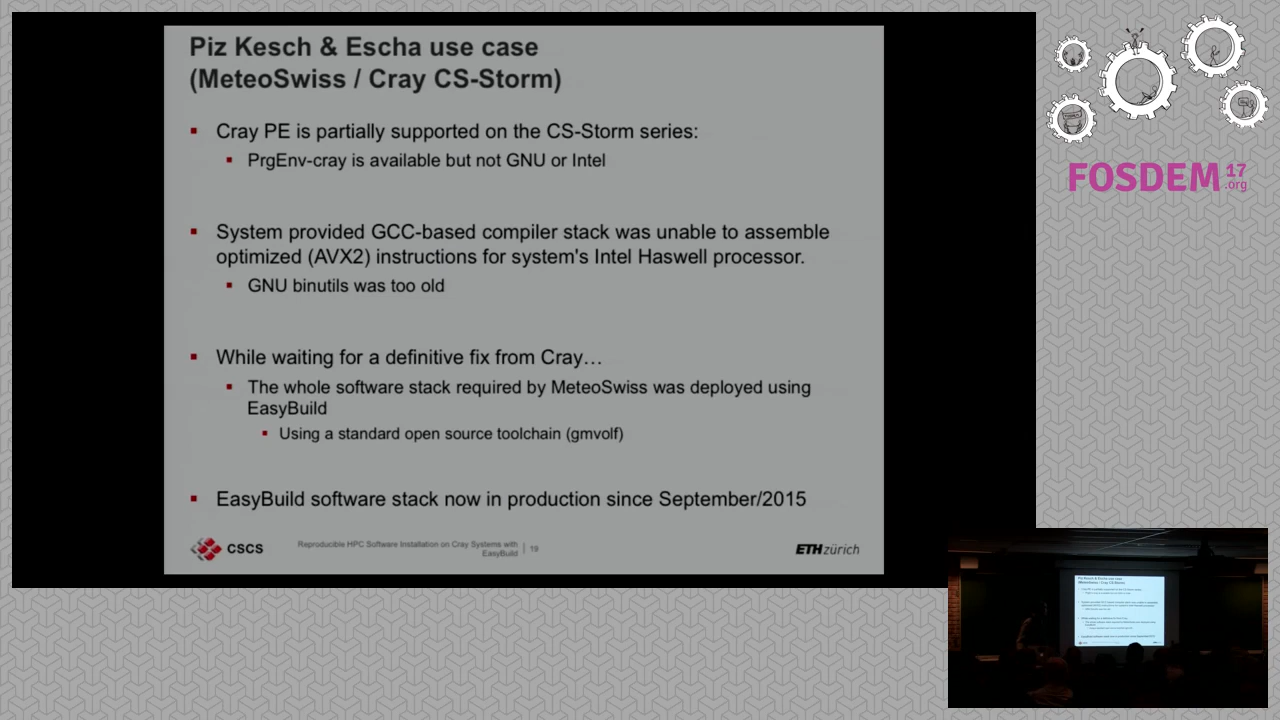 Piz Kesch & Escha use case
(MeteoSwiss / Cray CS-Storm)
Cray PE is partially supported on the CS-Storm series:
PrgEnv-cray is available but not GNU or Intel
System provided GCC-based compiler stack was unable to assemble
optimized (AVX2) instructions for system's Intel Haswell processor.
GNU binutils was too old
While waiting for a definitive fix from Cray…
The whole software stack required by MeteoSwiss was deployed using
EasyBuild
Using a standard open source toolchain (gmvolf)
EasyBuild software stack now in production since September/2015
CSCS
Reproducible HPC Software Installation on Cray Systems with
EasyBuild | 19
ETH zürich
FOSDEM 17
.org